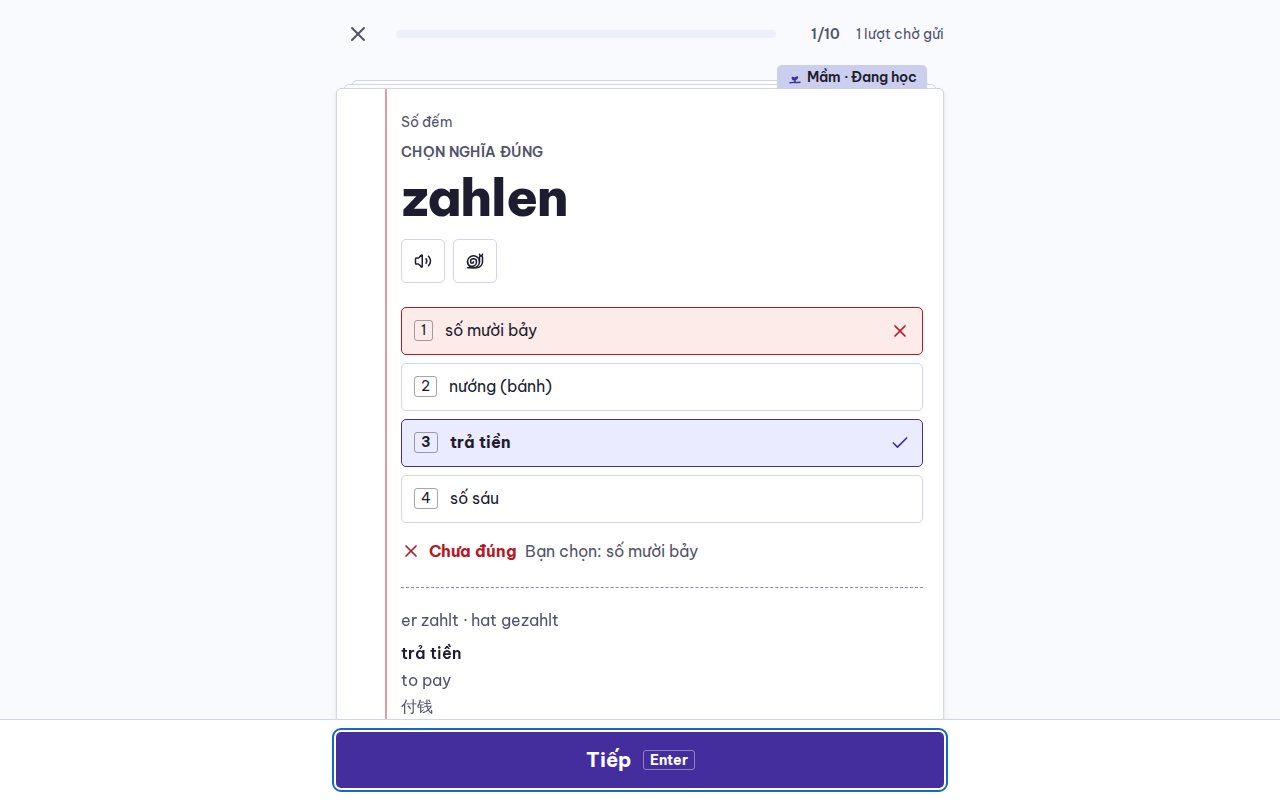 1/10 1 lượt chờ gửi
Mầm · Đang học
Số đếm
CHỌN NGHĨA ĐÚNG
zahlen
1 số mười bảy
2 nướng (bánh)
3 trả tiền
4 số sáu
Chưa đúng Bạn chọn: số mười bảy
er zahlt · hat gezahlt
trả tiền
to pay
付钱
Tiếp Enter